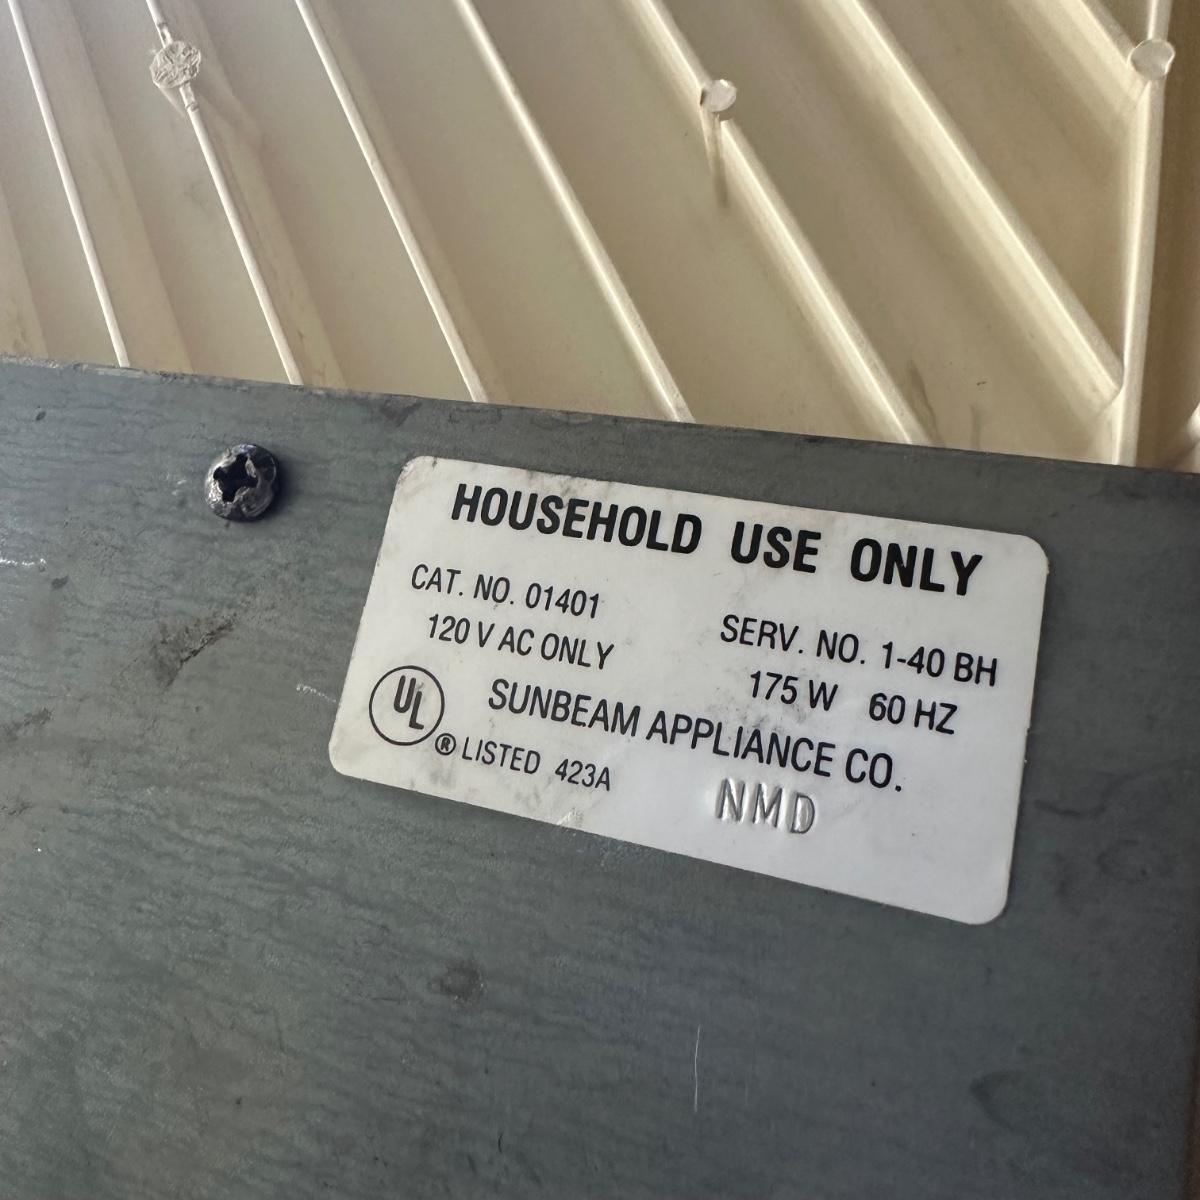 HOUSEHOLD USE ONLY
CAT. NO. 01401 SERV. NO. 1-40 BH
120 V AC ONLY 175 W 60 HZ
UL SUNBEAM APPLIANCE CO.
® LISTED 423A
NMD